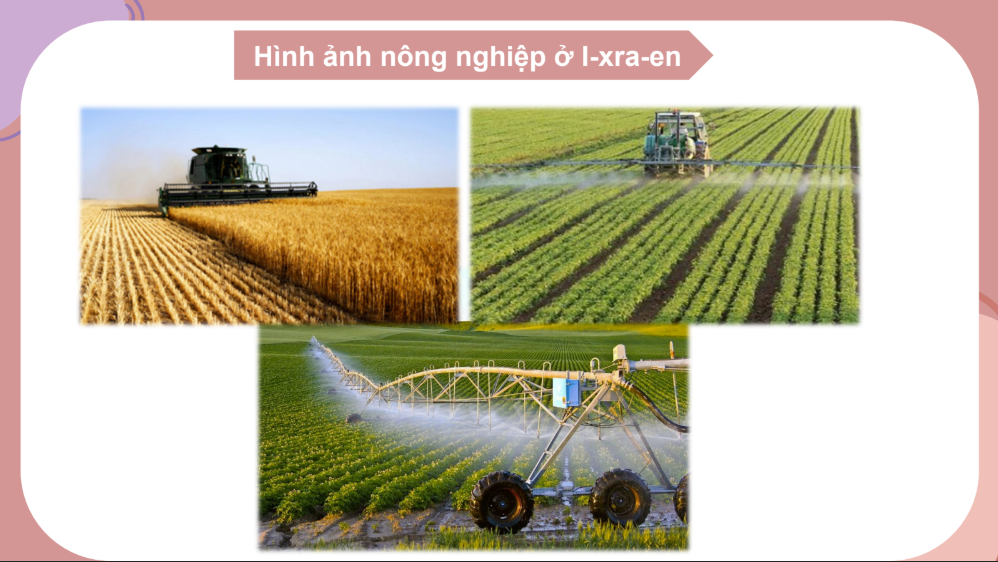 Hình ảnh nông nghiệp ở I-xra-en